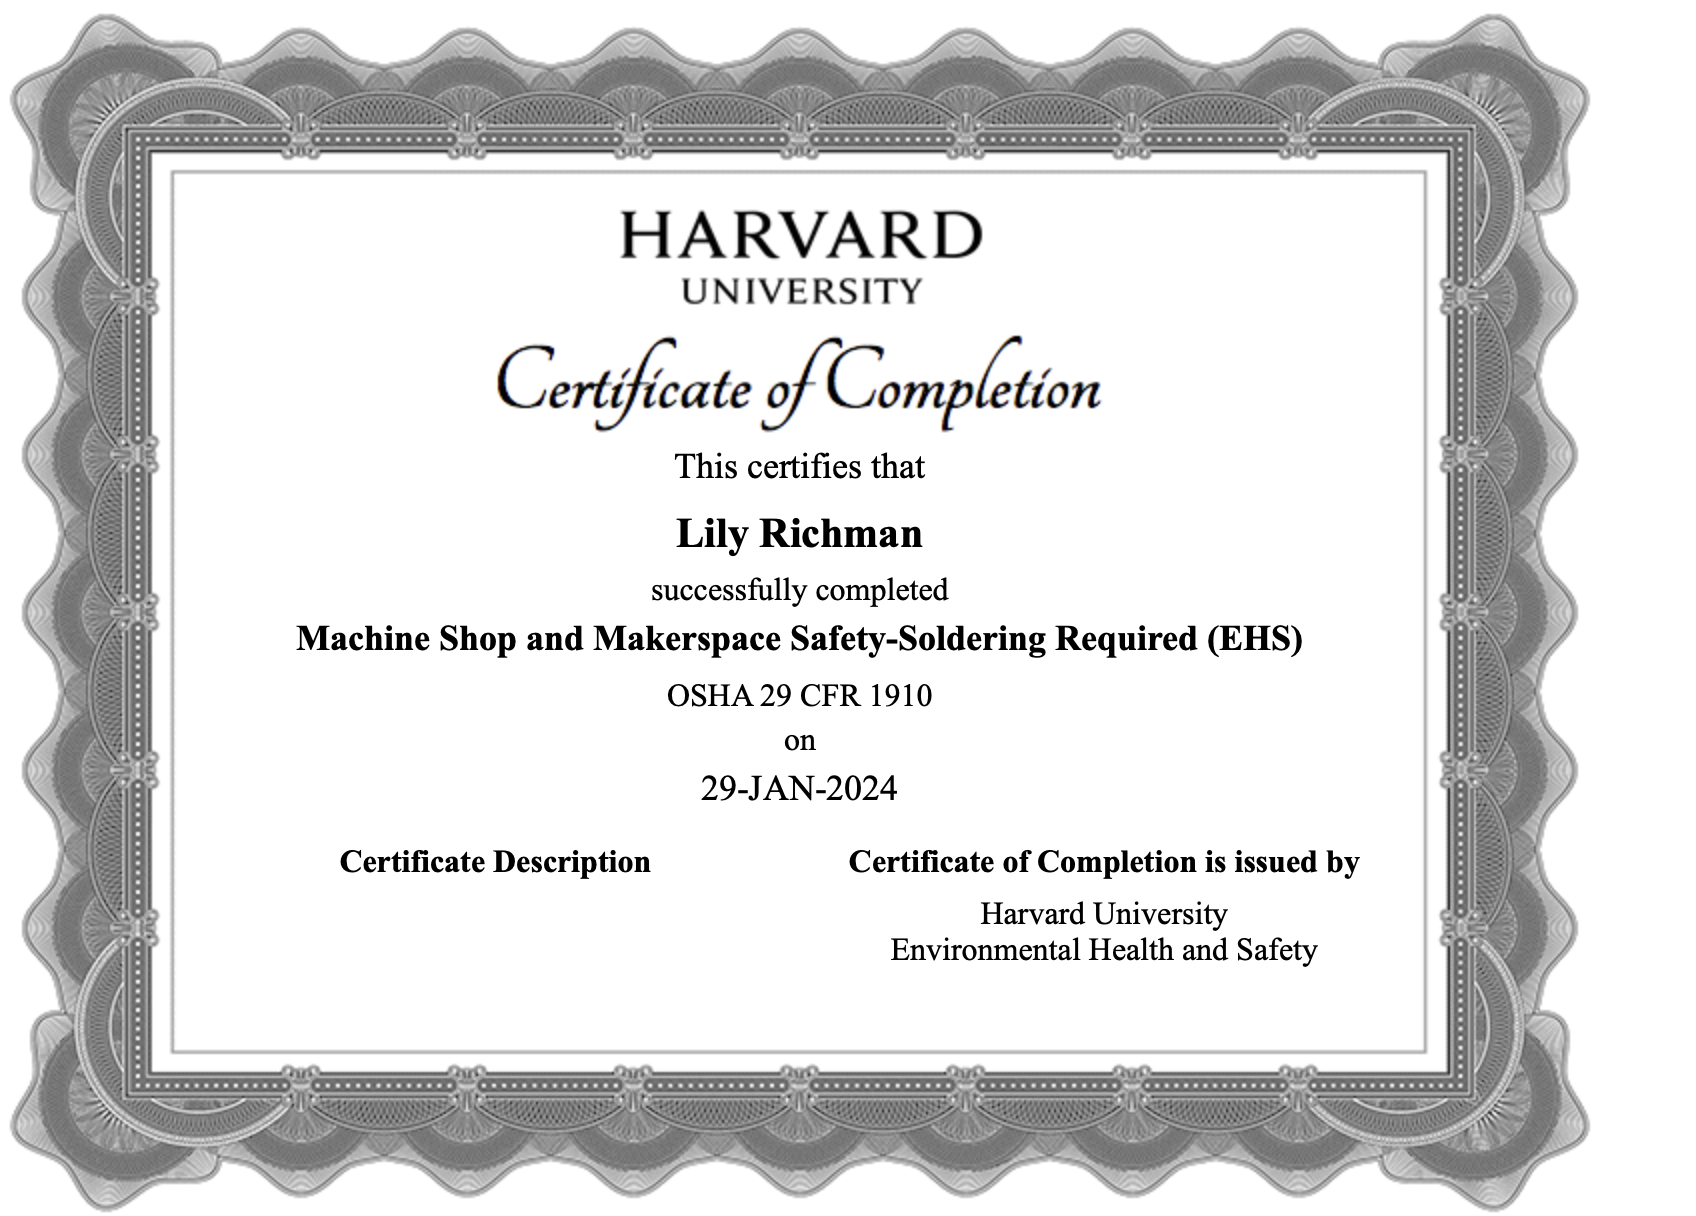 HARVARD
UNIVERSITY
Certificate of Completion
This certifies that
Lily Richman
successfully completed
Machine Shop and Makerspace Safety-Soldering Required (EHS)
OSHA 29 CFR 1910
on
29-JAN-2024
Certificate Description
Certificate of Completion is issued by
Harvard University
Environmental Health and Safety